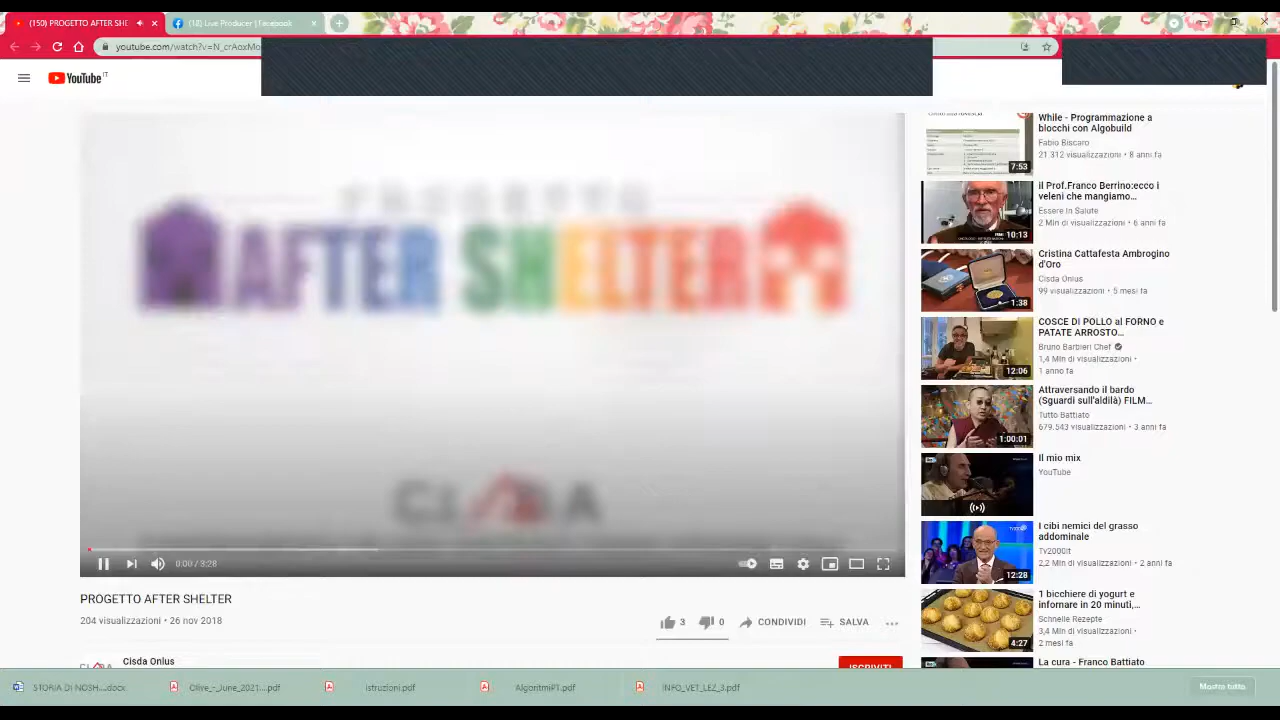 (150) PROGETTO AFTER SHE
(18) Live Producer | Facebook
youtube.com/watch?v=N_crAoxMo
YouTube IT
While - Programmazione a
blocchi con Algobuild
Fabio Biscaro
21.312 visualizzazioni • 8 anni fa
7:53
il Prof.Franco Berrino:ecco i
veleni che mangiamo...
Essere In Salute
2 Mln di visualizzazioni • 6 anni fa
10:13
Cristina Cattafesta Ambrogino
d'Oro
Cisda Onlus
99 visualizzazioni • 5 mesi fa
1:38
COSCE DI POLLO al FORNO e
PATATE ARROSTO...
Bruno Barbieri Chef
1,4 Mln di visualizzazioni •
1 anno fa
12:06
Attraversando il bardo
(Sguardi sull'aldilà) FILM...
Tutto Battiato
679.543 visualizzazioni • 3 anni fa
1:00:01
Il mio mix
YouTube
I cibi nemici del grasso
addominale
Tv2000it
2,2 Mln di visualizzazioni • 2 anni fa
12:28
1 bicchiere di yogurt e
infornare in 20 minuti,...
Schnelle Rezepte
3,4 Mln di visualizzazioni •
2 mesi fa
4:27
La cura - Franco Battiato
0:00 / 3:28
PROGETTO AFTER SHELTER
204 visualizzazioni • 26 nov 2018
3
0
CONDIVIDI
SALVA
Cisda Onlus
ISCRIVITI
STORIA DI NOSH....docx
Olive_-_June_2021....pdf
istruzioni.pdf
AlgoritmiPT.pdf
INFO_VET_LEZ_3.pdf
Mostra tutto